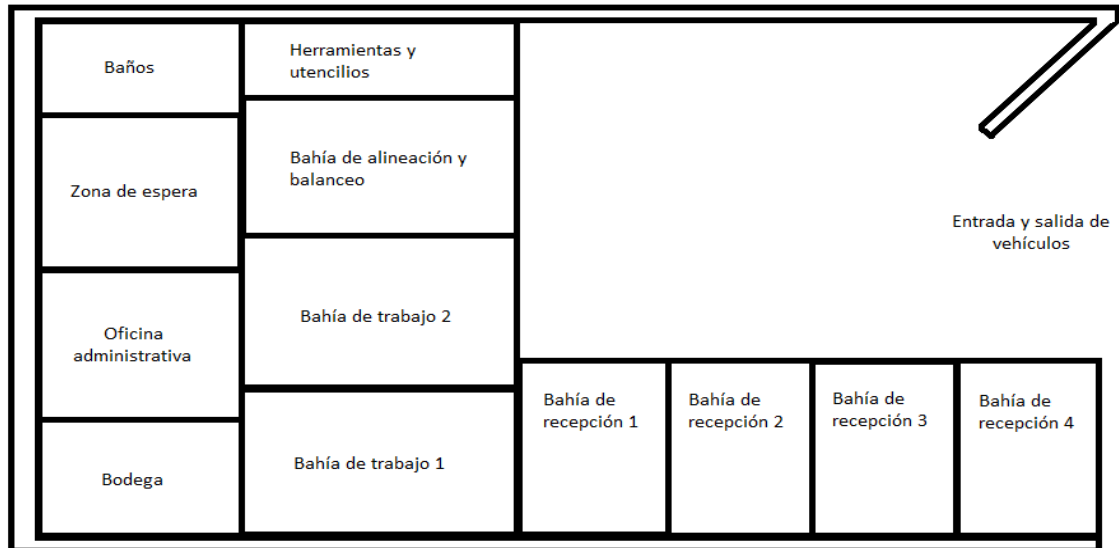 Baños
Herramientas y
utencilios
Zona de espera
Bahía de alineación y
balanceo
Entrada y salida de
vehículos
Oficina
administrativa
Bahía de trabajo 2
Bodega
Bahía de trabajo 1
Bahía de
recepción 1
Bahía de
recepción 2
Bahía de
recepción 3
Bahía de
recepción 4